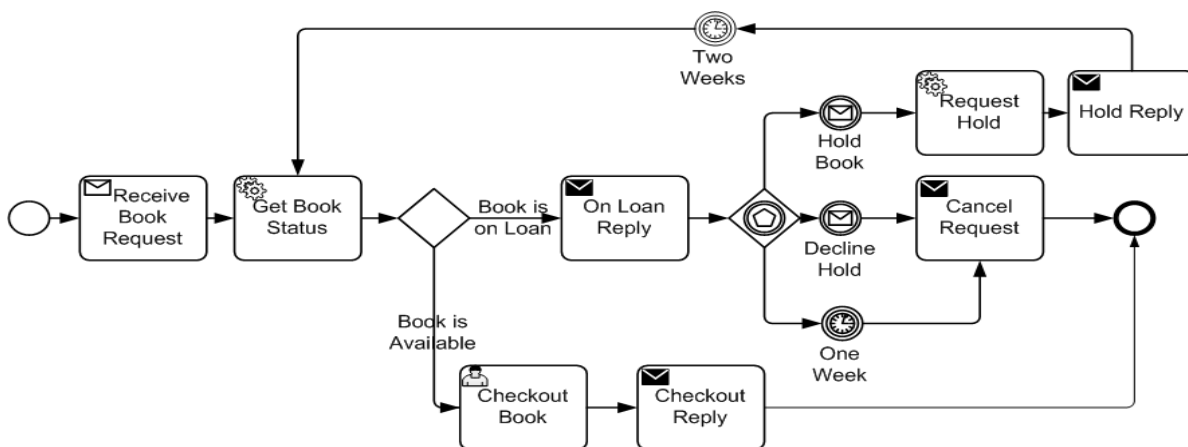 Two
Weeks
Request
Hold
Hold Reply
Hold
Book
Receive
Book
Request
Get Book
Status
Book is
on Loan
On Loan
Reply
Decline
Hold
Cancel
Request
One
Week
Book is
Available
Checkout
Book
Checkout
Reply